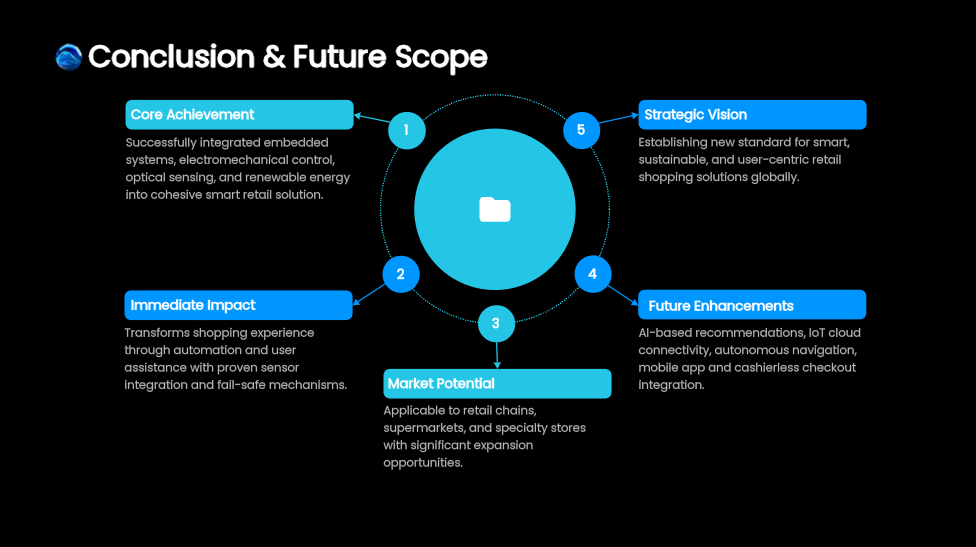 Conclusion & Future Scope
1
Core Achievement
Successfully integrated embedded
systems, electromechanical control,
optical sensing, and renewable energy
into cohesive smart retail solution.
2
Immediate Impact
Transforms shopping experience
through automation and user
assistance with proven sensor
integration and fail-safe mechanisms.
3
Market Potential
Applicable to retail chains,
supermarkets, and specialty stores
with significant expansion
opportunities.
4
Future Enhancements
AI-based recommendations, IoT cloud
connectivity, autonomous navigation,
mobile app and cashierless checkout
integration.
5
Strategic Vision
Establishing new standard for smart,
sustainable, and user-centric retail
shopping solutions globally.